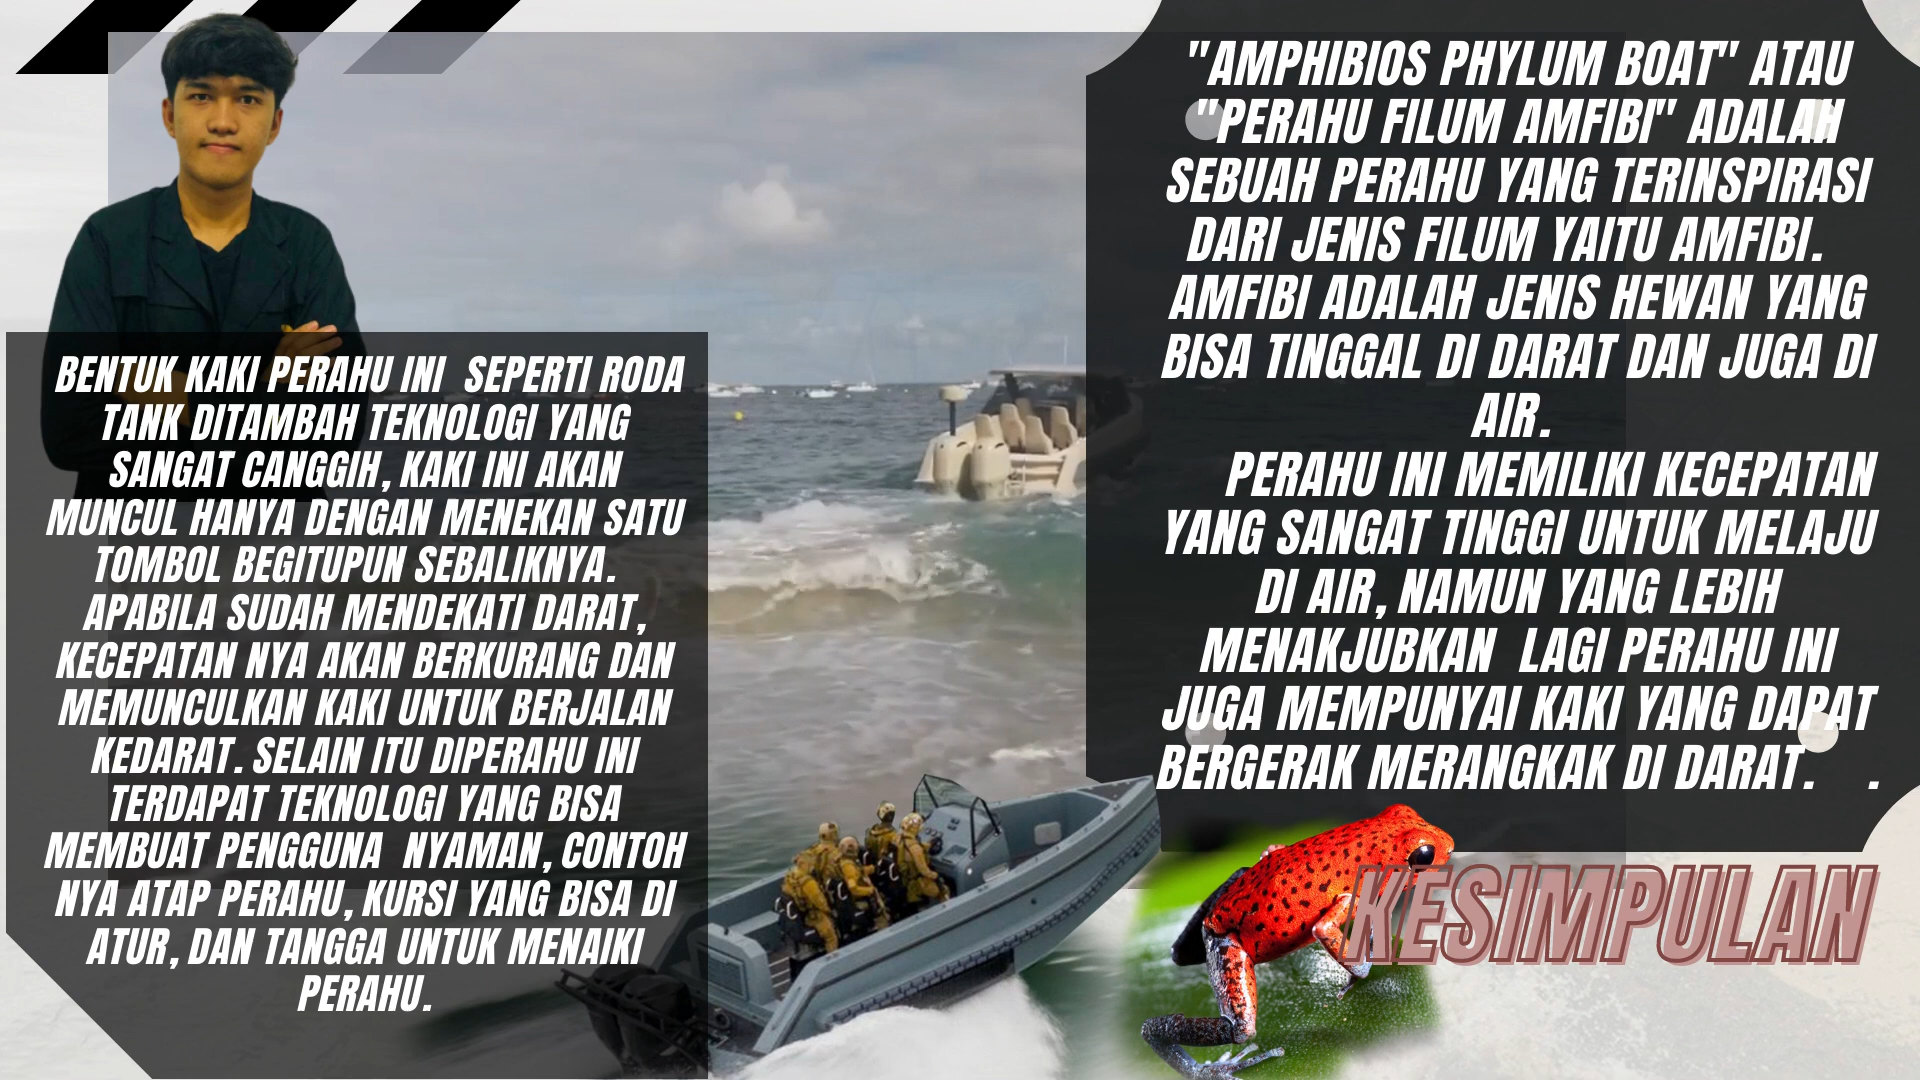 "AMPHIBIOS PHYLUM BOAT" ATAU
"PERAHU FILUM AMFIBI" ADALAH
SEBUAH PERAHU YANG TERINSPIRASI
DARI JENIS FILUM YAITU AMFIBI.
AMFIBI ADALAH JENIS HEWAN YANG
BISA TINGGAL DI DARAT DAN JUGA DI
AIR.
PERAHU INI MEMILIKI KECEPATAN
YANG SANGAT TINGGI UNTUK MELAJU
DI AIR, NAMUN YANG LEBIH
MENAKJUBKAN LAGI PERAHU INI
JUGA MEMPUNYAI KAKI YANG DAPAT
BERGERAK MERANGKAK DI DARAT. .
BENTUK KAKI PERAHU INI SEPERTI RODA
TANK DITAMBAH TEKNOLOGI YANG
SANGAT CANGGIH, KAKI INI AKAN
MUNCUL HANYA DENGAN MENEKAN SATU
TOMBOL BEGITUPUN SEBALIKNYA.
APABILA SUDAH MENDEKATI DARAT,
KECEPATAN NYA AKAN BERKURANG DAN
MEMUNCULKAN KAKI UNTUK BERJALAN
KEDARAT. SELAIN ITU DIPERAHU INI
TERDAPAT TEKNOLOGI YANG BISA
MEMBUAT PENGGUNA NYAMAN, CONTOH
NYA ATAP PERAHU, KURSI YANG BISA DI
ATUR, DAN TANGGA UNTUK MENAIKI
PERAHU.
KESIMPULAN